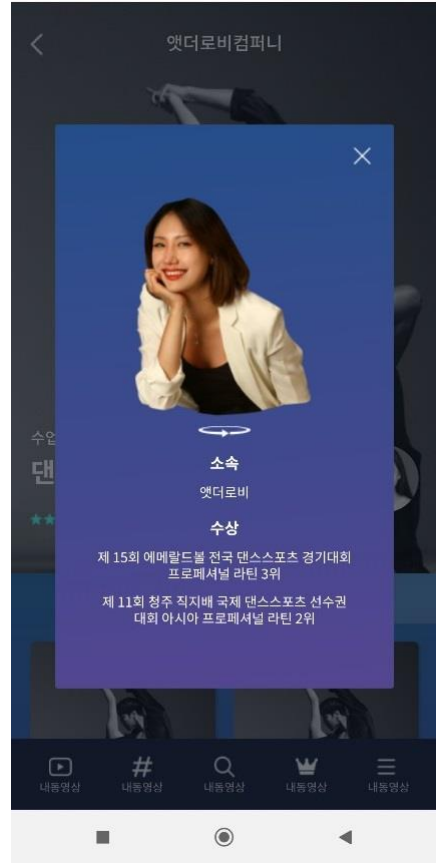 앳더로비컴퍼니
소속
앳더로비
수상
제 15회 에메랄드볼 전국 댄스스포츠 경기대회
프로페셔널 라틴 3위
제 11회 청주 직지배 국제 댄스스포츠 선수권
대회 아시아 프로페셔널 라틴 2위
수업
댄
내동영상 내동영상 내동영상 내동영상 내동영상